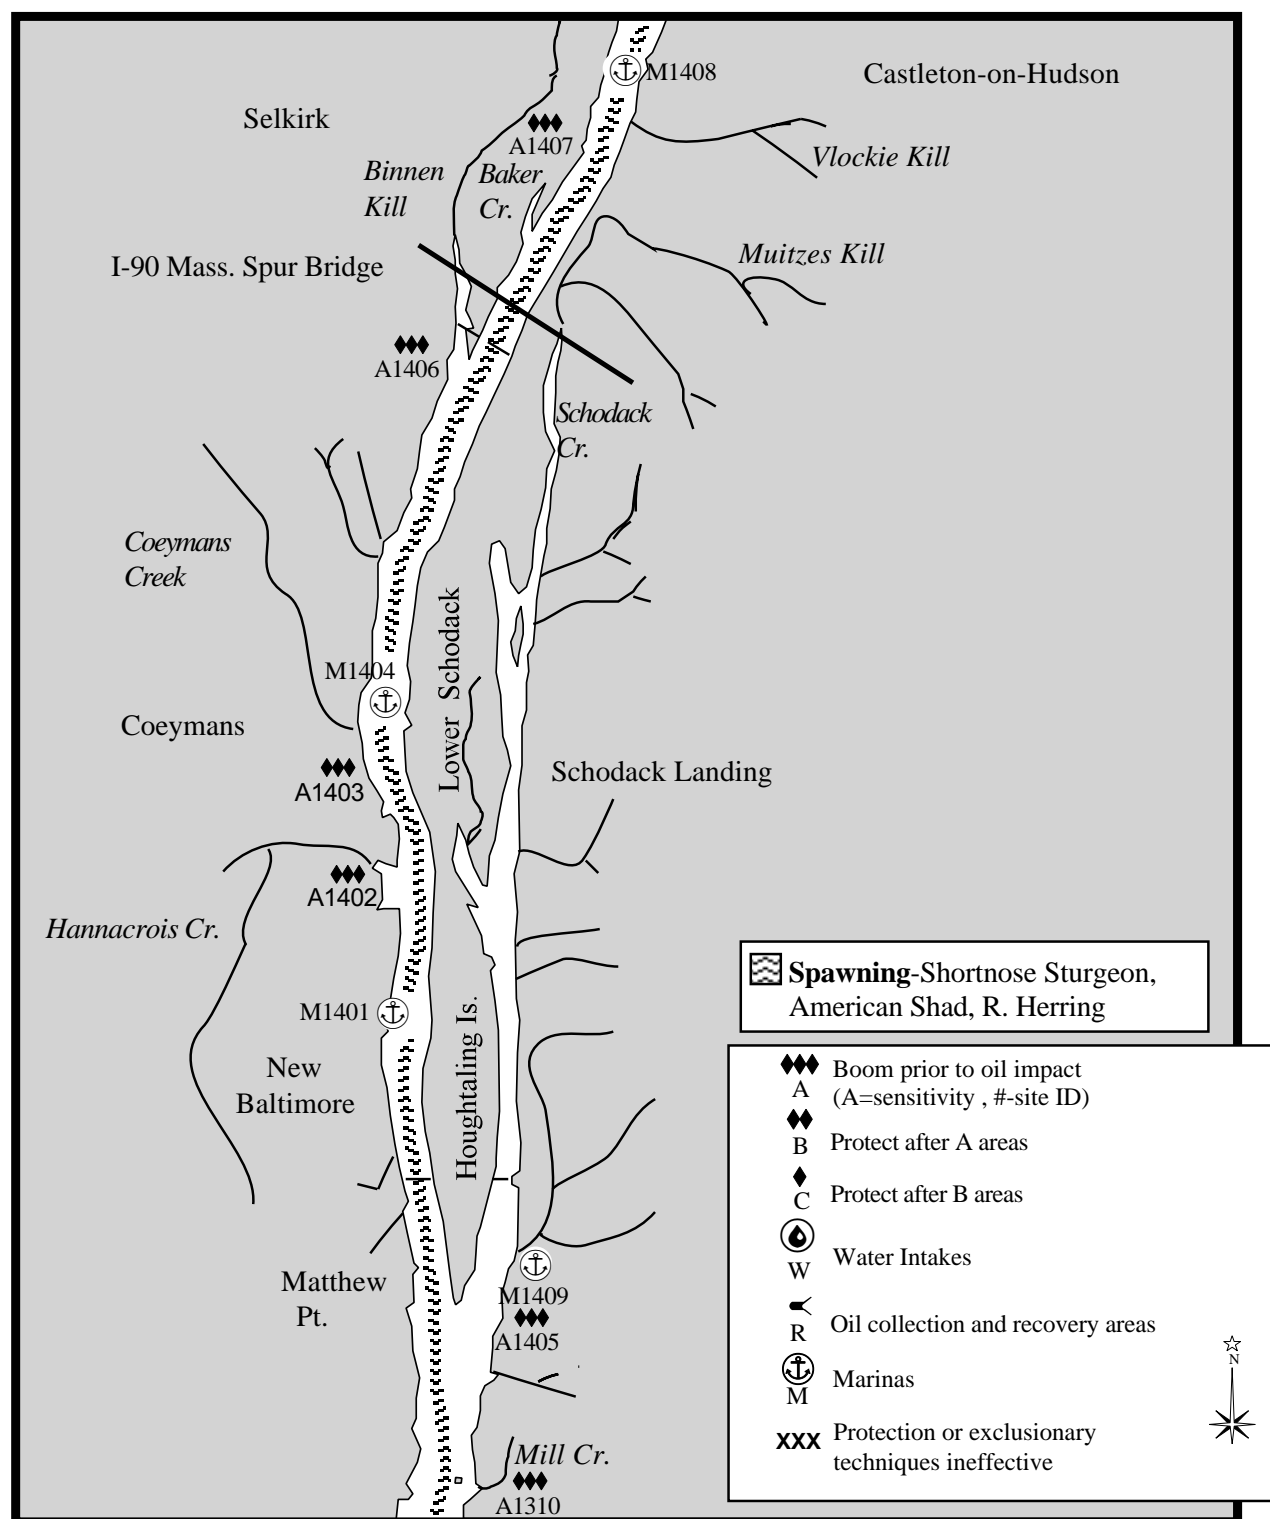 M1408
Castleton-on-Hudson
Selkirk
A1407
Vlockie Kill
Binnen
Kill
Baker
Cr.
Muitzes Kill
I-90 Mass. Spur Bridge
A1406
Schodack
Cr.
Coeymans
Creek
Lower Schodack
M1404
Coeymans
Schodack Landing
A1403
A1402
Hannacrois Cr.
M1401
Houghtaling Is.
New
Baltimore
Matthew
Pt.
M1409
A1405
Mill Cr.
A1310
Spawning-Shortnose Sturgeon,
American Shad, R. Herring
A
Boom prior to oil impact
(A=sensitivity , #-site ID)
B
Protect after A areas
C
Protect after B areas
W
Water Intakes
R
Oil collection and recovery areas
M
Marinas
XXX
Protection or exclusionary
techniques ineffective
N